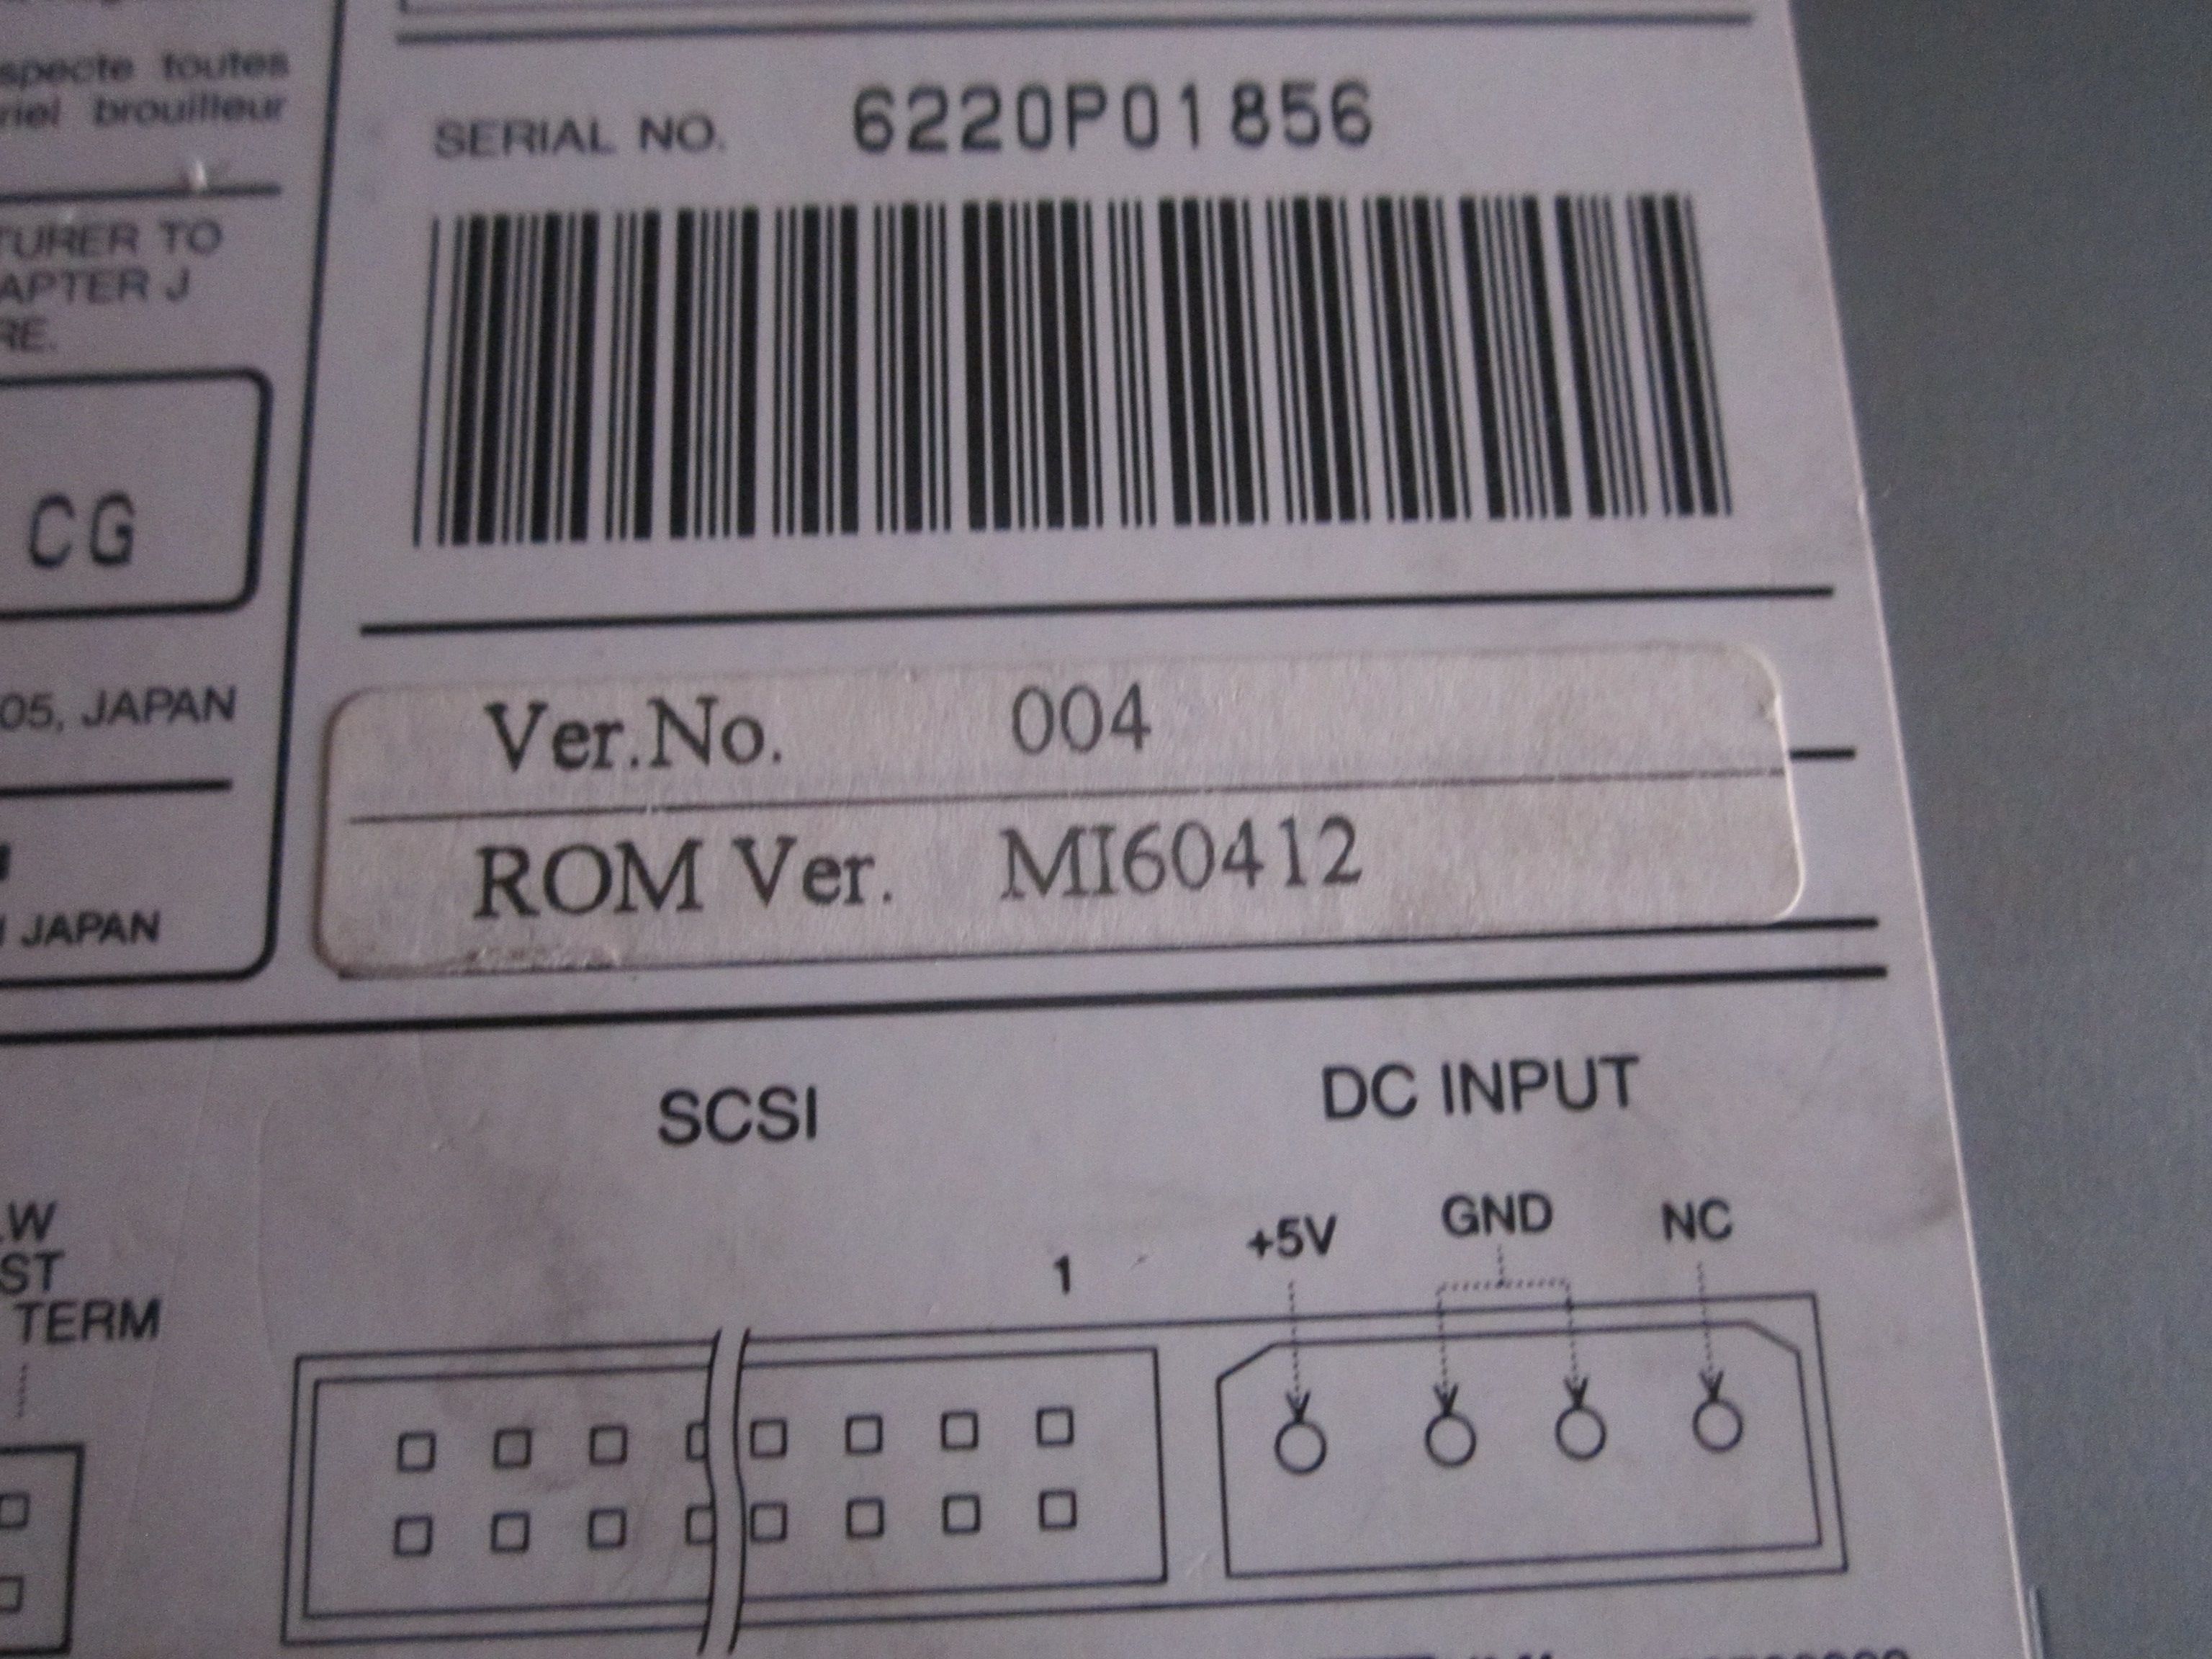 specte toutes
riel brouilleur
TURER TO
APTER J
RE.
CG
05, JAPAN
JAPAN
SERIAL NO. 6220P01856
Ver.No. 004
ROM Ver. MI60412
SCSI
DC INPUT
W
ST
TERM
1
+5V
GND
NC